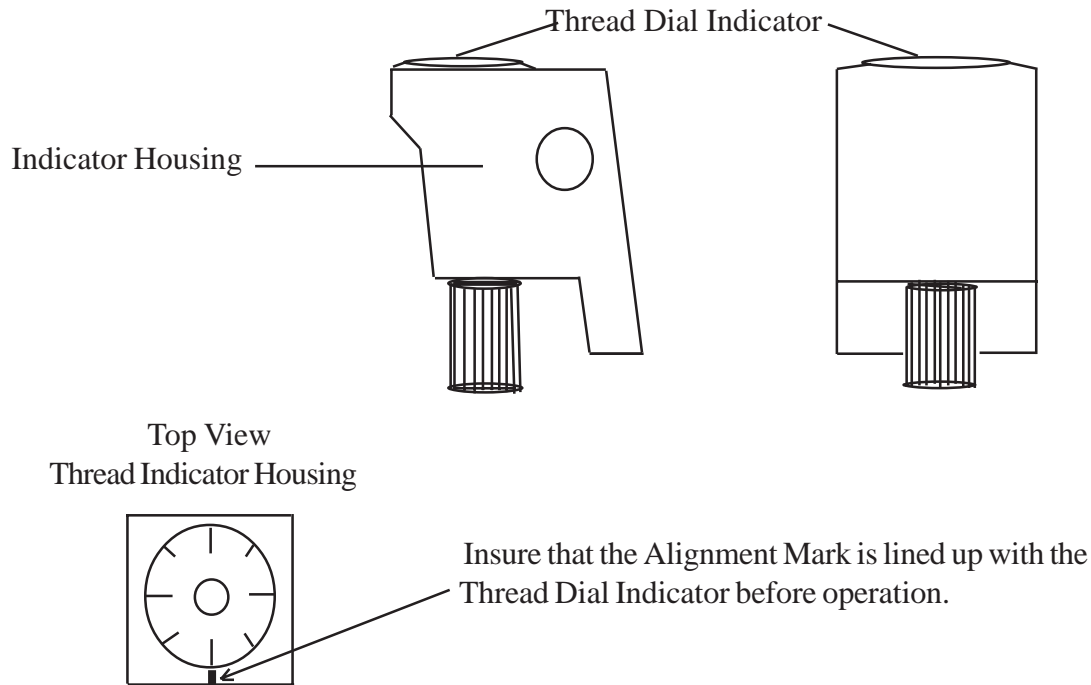 Thread Dial Indicator
Indicator Housing
Top View
Thread Indicator Housing
Insure that the Alignment Mark is lined up with the
Thread Dial Indicator before operation.